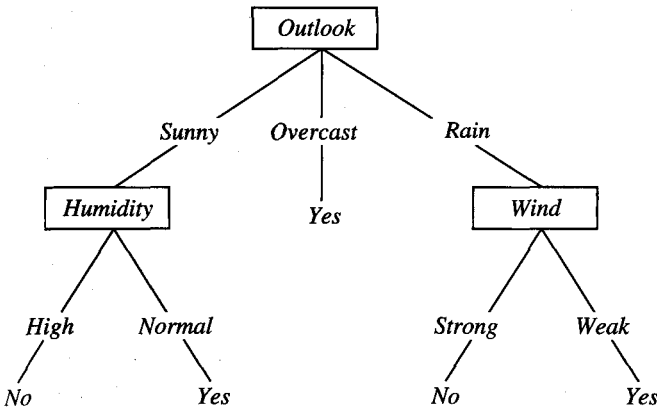 Outlook
Sunny Overcast Rain
Humidity Yes Wind
High Normal Strong Weak
No Yes No Yes